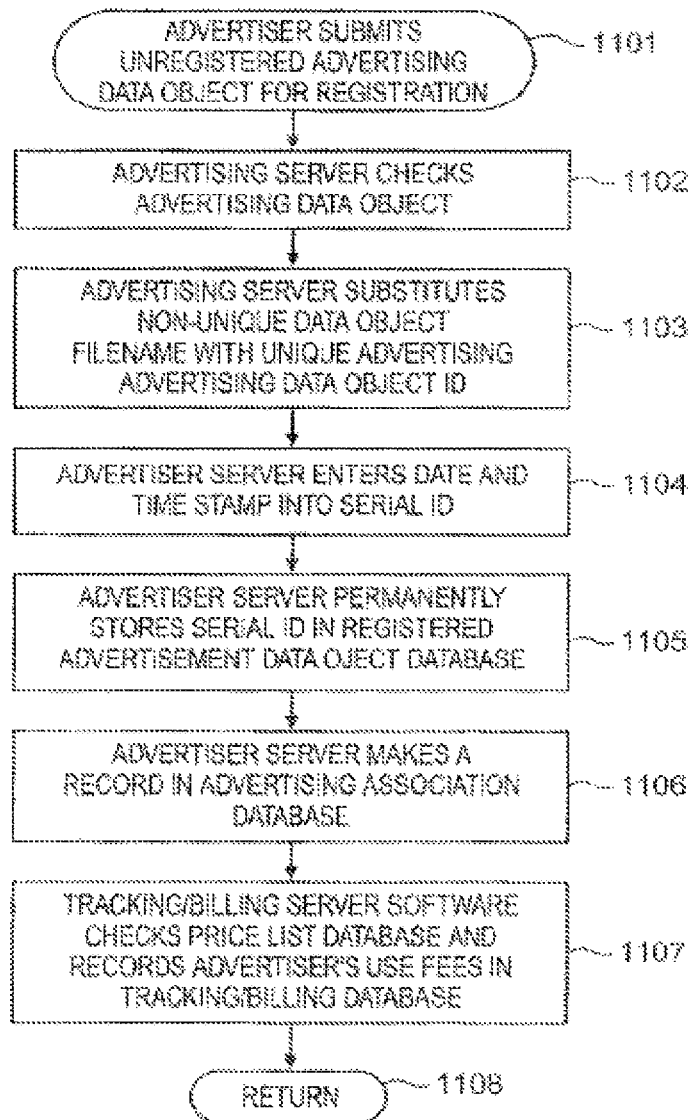 ADVERTISER SUBMITS
UNREGISTERED ADVERTISING
DATA OBJECT FOR REGISTRATION
1101
ADVERTISING SERVER CHECKS
ADVERTISING DATA OBJECT
1102
ADVERTISING SERVER SUBSTITUTES
NON-UNIQUE DATA OBJECT
FILENAME WITH UNIQUE ADVERTISING
ADVERTISING DATA OBJECT ID
1103
ADVERTISER SERVER ENTERS DATE AND
TIME STAMP INTO SERIAL ID
1104
ADVERTISER SERVER PERMANENTLY
STORES SERIAL ID IN REGISTERED
ADVERTISEMENT DATA OJECT DATABASE
1105
ADVERTISER SERVER MAKES A
RECORD IN ADVERTISING ASSOCIATION
DATABASE
1106
TRACKING/BILLING SERVER SOFTWARE
CHECKS PRICE LIST DATABASE AND
RECORDS ADVERTISER'S USE FEES IN
TRACKING/BILLING DATABASE
1107
RETURN
1108